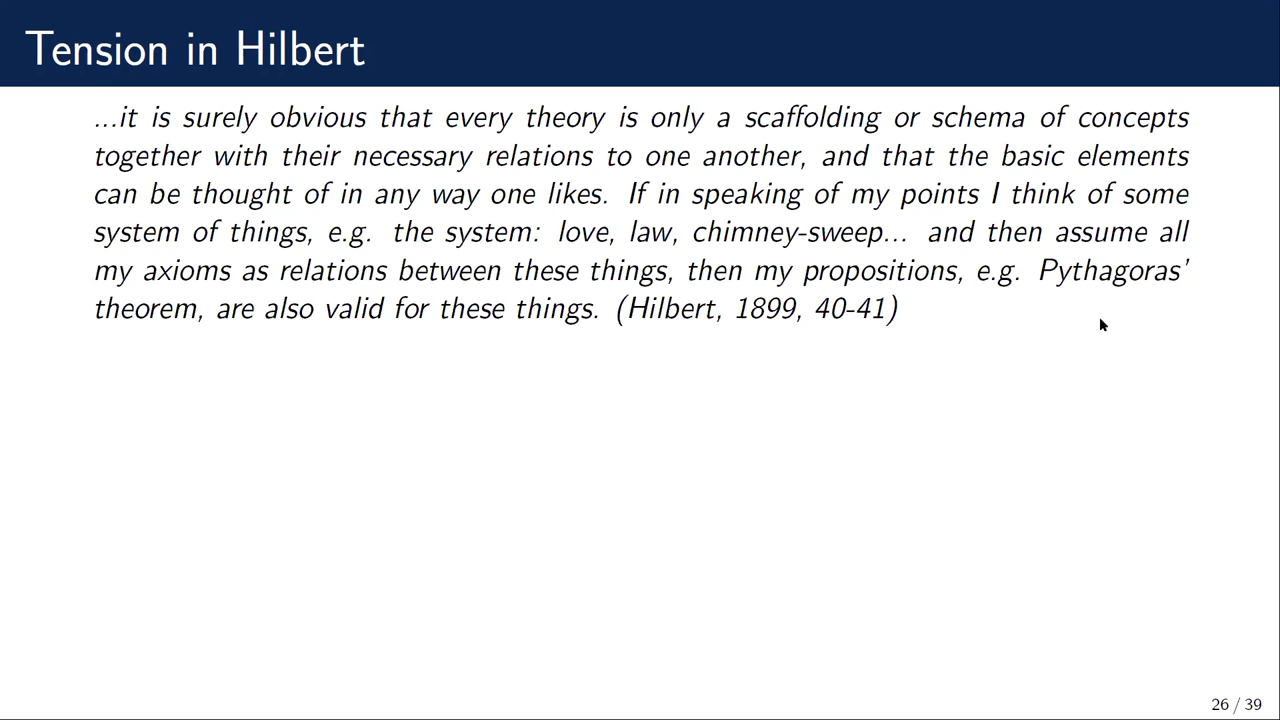 Tension in Hilbert
...it is surely obvious that every theory is only a scaffolding or schema of concepts
together with their necessary relations to one another, and that the basic elements
can be thought of in any way one likes. If in speaking of my points I think of some
system of things, e.g. the system: love, law, chimney-sweep... and then assume all
my axioms as relations between these things, then my propositions, e.g. Pythagoras'
theorem, are also valid for these things. (Hilbert, 1899, 40-41)
26 / 39